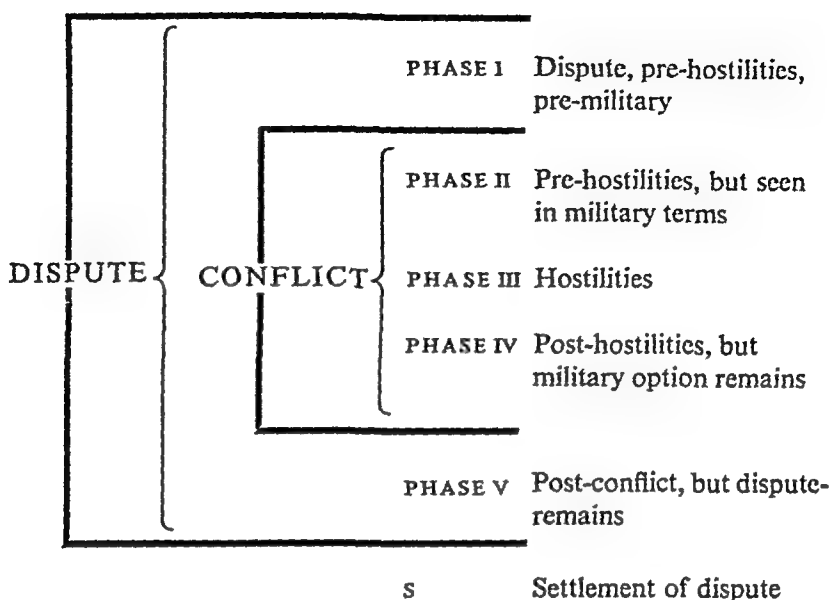 PHASE I Dispute, pre-hostilities,
pre-military
PHASE II Pre-hostilities, but seen
in military terms
DISPUTE CONFLICT PHASE III Hostilities
PHASE IV Post-hostilities, but
military option remains
PHASE V Post-conflict, but dispute-
remains
S Settlement of dispute